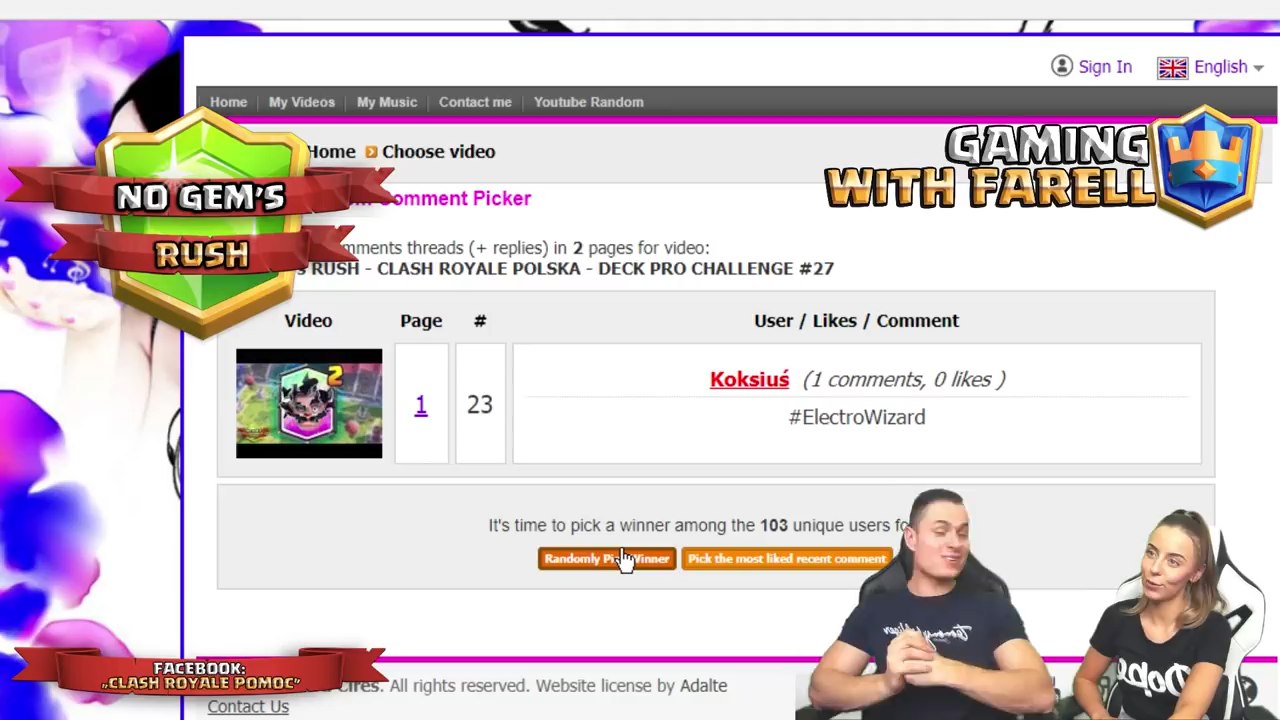 Sign In
English
Home
My Videos
My Music
Contact me
Youtube Random
NO GEM'S
RUSH
GAMING
WITH FARELL
Home Choose video
Comment Picker
comments threads (+ replies) in 2 pages for video:
RUSH - CLASH ROYALE POLSKA - DECK PRO CHALLENGE #27
Video
Page
#
User / Likes / Comment
2
1
23
Koksiuś (1 comments, 0 likes )
#ElectroWizard
It's time to pick a winner among the 103 unique users
Randomly Winner
Pick the most liked recent comment
FACEBOOK:
„CLASH ROYALE POMOC"
All rights reserved. Website license by Adalte
Contact Us
Dope